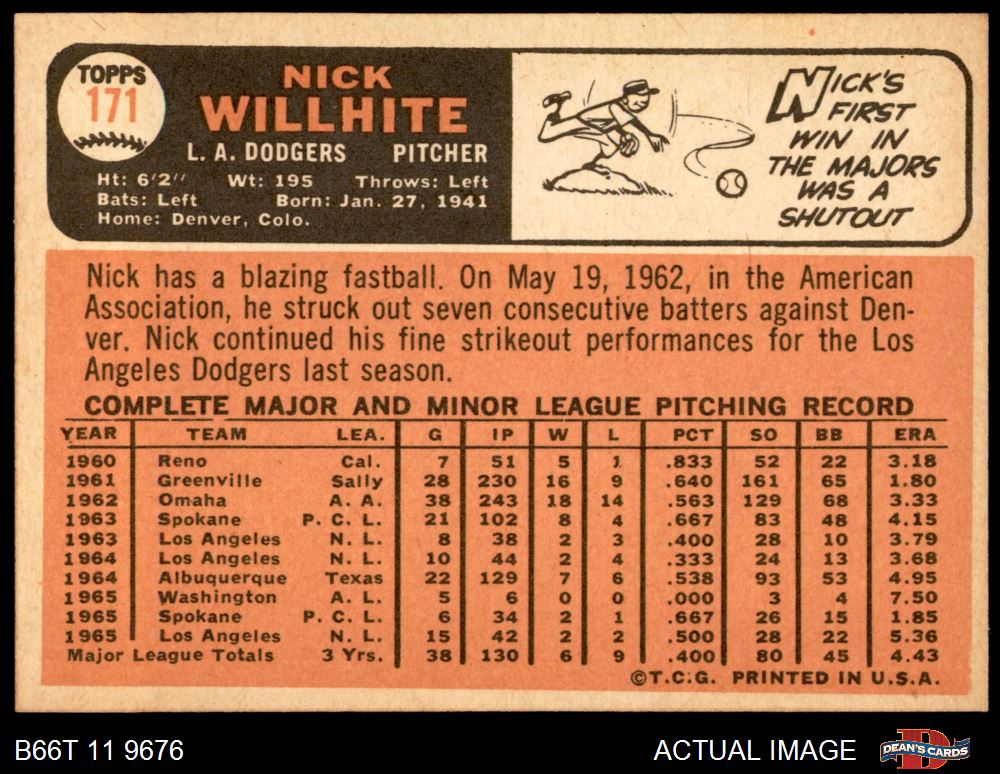 TOPPS
171
NICK
WILLHITE
L. A. DODGERS PITCHER
Ht: 6'2" Wt: 195 Throws: Left
Bats: Left Born: Jan. 27, 1941
Home: Denver, Colo.
NICK'S
FIRST
WIN IN
THE MAJORS
WAS A
SHUTOUT
Nick has a blazing fastball. On May 19, 1962, in the American
Association, he struck out seven consecutive batters against Den-
ver. Nick continued his fine strikeout performances for the Los
Angeles Dodgers last season.
COMPLETE MAJOR AND MINOR LEAGUE PITCHING RECORD
YEAR TEAM LEA. G IP W L PCT SO BB ERA
1960 Reno Cal. 7 51 5 1 .833 52 22 3.18
1961 Greenville Sally 28 230 16 9 .640 161 65 1.80
1962 Omaha A. A. 38 243 18 14 .563 129 68 3.33
1963 Spokane P. C. L. 21 102 8 4 .667 83 48 4.15
1963 Los Angeles N. L. 8 38 2 3 .400 28 10 3.79
1964 Los Angeles N. L. 10 44 2 4 .333 24 13 3.68
1964 Albuquerque Texas 22 129 7 6 .538 93 53 4.95
1965 Washington A. L. 5 6 0 0 .000 3 4 7.50
1965 Spokane P. C. L. 6 34 2 1 .667 26 15 1.85
1965 Los Angeles N. L. 15 42 2 2 .500 28 22 5.36
Major League Totals 3 Yrs. 38 130 6 9 .400 80 45 4.43
©T.C.G. PRINTED IN U.S.A.
B66T 11 9676
ACTUAL IMAGE
DEAN'S CARDS